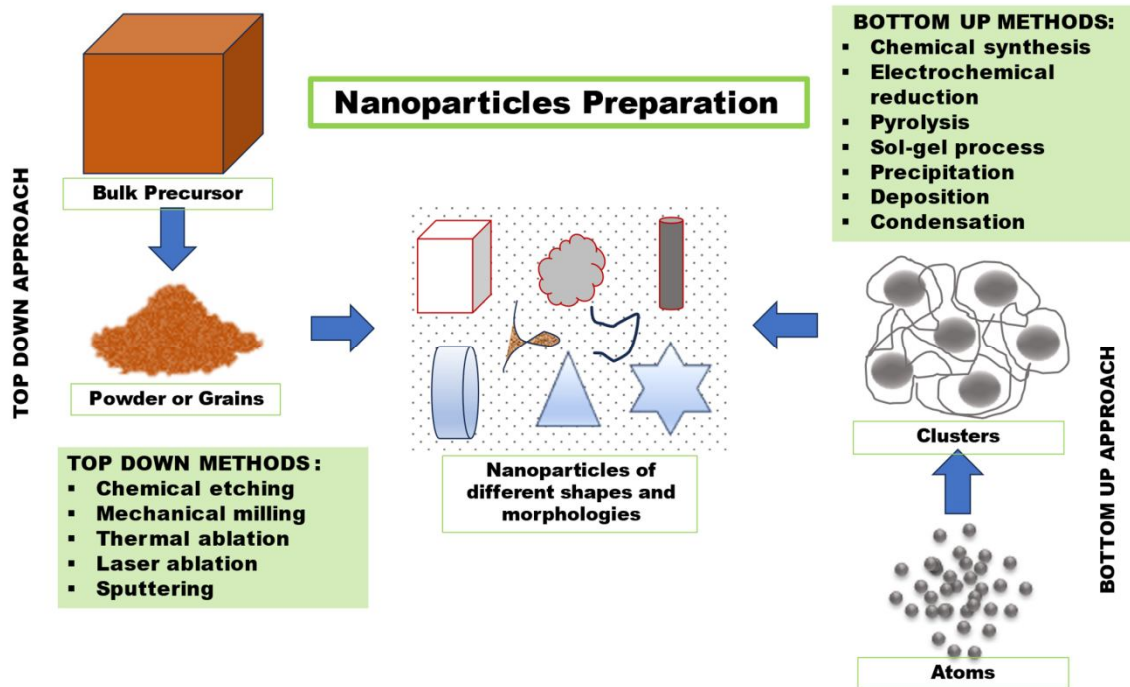 Nanoparticles Preparation
TOP DOWN APPROACH
Bulk Precursor
Powder or Grains
TOP DOWN METHODS :
▪ Chemical etching
▪ Mechanical milling
▪ Thermal ablation
▪ Laser ablation
▪ Sputtering
Nanoparticles of
different shapes and
morphologies
BOTTOM UP METHODS:
▪ Chemical synthesis
▪ Electrochemical
reduction
▪ Pyrolysis
▪ Sol-gel process
▪ Precipitation
▪ Deposition
▪ Condensation
Clusters
BOTTOM UP APPROACH
Atoms